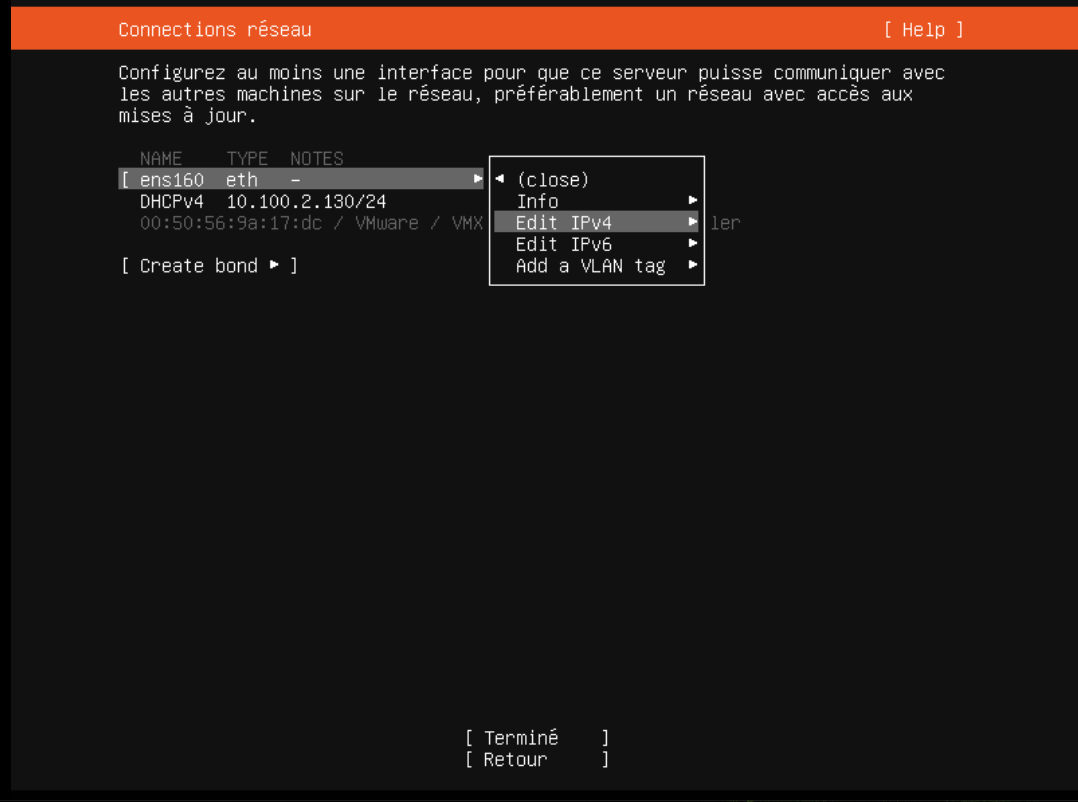 Connections réseau [ Help ]
Configurez au moins une interface pour que ce serveur puisse communiquer avec
les autres machines sur le réseau, préférablement un réseau avec accès aux
mises à jour.
NAME TYPE NOTES
[ ens160 eth - ▸
DHCPv4 10.100.2.130/24
00:50:56:9a:17:dc / VMware / VMX ler
[ Create bond ▸ ]
◂ (close)
Info ▸
Edit IPv4 ▸
Edit IPv6 ▸
Add a VLAN tag ▸
[ Terminé ]
[ Retour ]